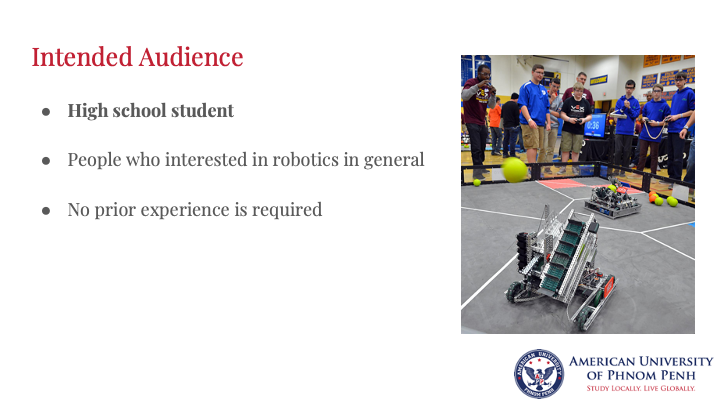 Intended Audience
● High school student
● People who interested in robotics in general
● No prior experience is required
AMERICAN UNIVERSITY
OF PHNOM PENH
STUDY LOCALLY. LIVE GLOBALLY.